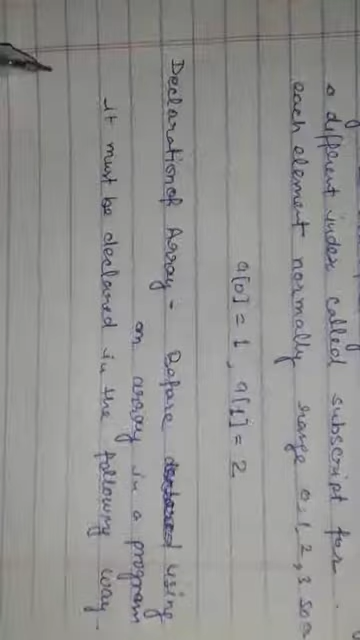 a different index called subscript for
each element normally range 0,1,2,3 so a
a[0] = 1, a[1] = 2
Declaration of Array - Before using
an array in a program
it must be declared in the following way.